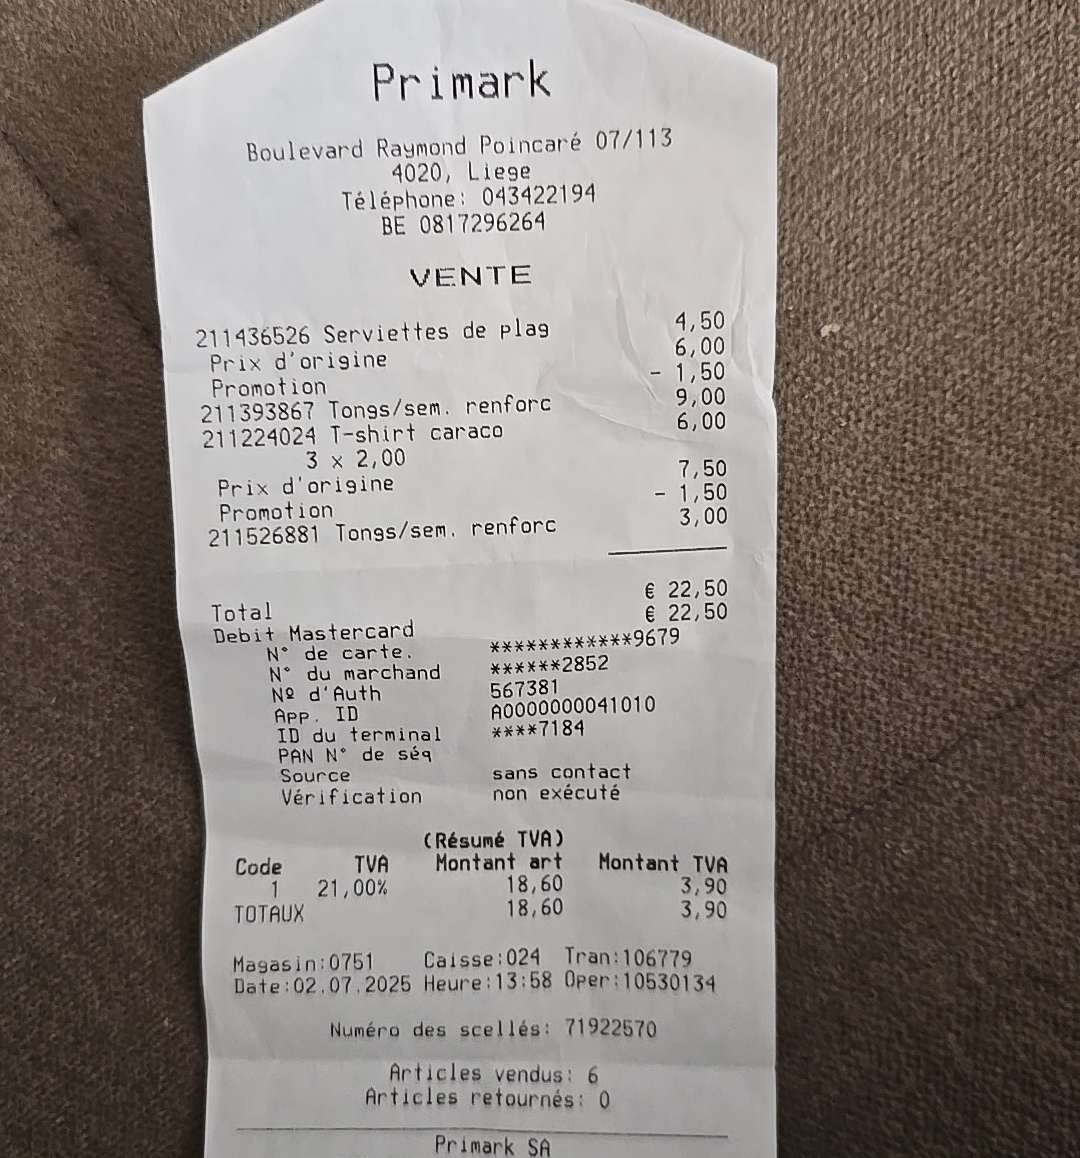 Primark
Boulevard Raymond Poincaré 07/113
4020, Liege
Téléphone: 043422194
BE 0817296264
VENTE
211436526 Serviettes de plag 4,50
Prix d'origine 6,00
Promotion - 1,50
211393867 Tongs/sem. renforc 9,00
211224024 T-shirt caraco 6,00
3 x 2,00
Prix d'origine 7,50
Promotion - 1,50
211526881 Tongs/sem. renforc 3,00
Total € 22,50
Debit Mastercard € 22,50
N° de carte. ************9679
N° du marchand ******2852
Nº d'Auth 567381
App. ID A0000000041010
ID du terminal ****7184
PAN N° de séq
Source sans contact
Vérification non exécuté
(Résumé TVA)
Code TVA Montant art Montant TVA
1 21,00% 18,60 3,90
TOTAUX 18,60 3,90
Magasin:0751 Caisse:024 Tran:106779
Date:02.07.2025 Heure:13:58 Oper:10530134
Numéro des scellés: 71922570
Articles vendus: 6
Articles retournés: 0
Primark SA